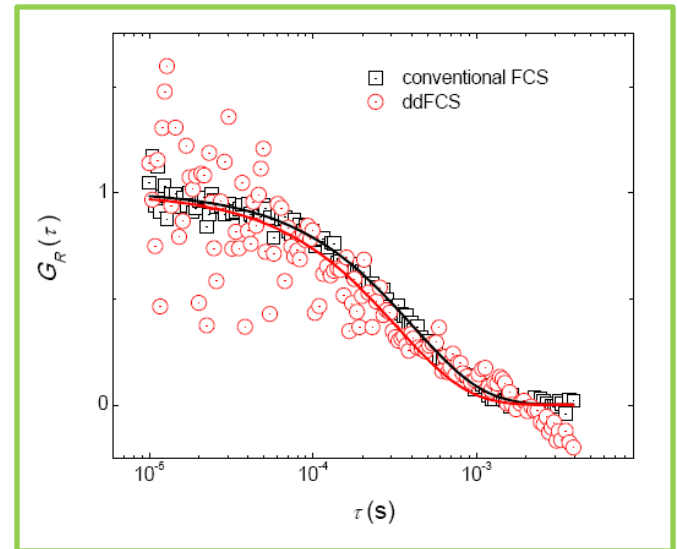 conventional FCS
ddFCS
1
0
G_R(τ)
10⁻⁵
10⁻⁴
10⁻³
τ(s)